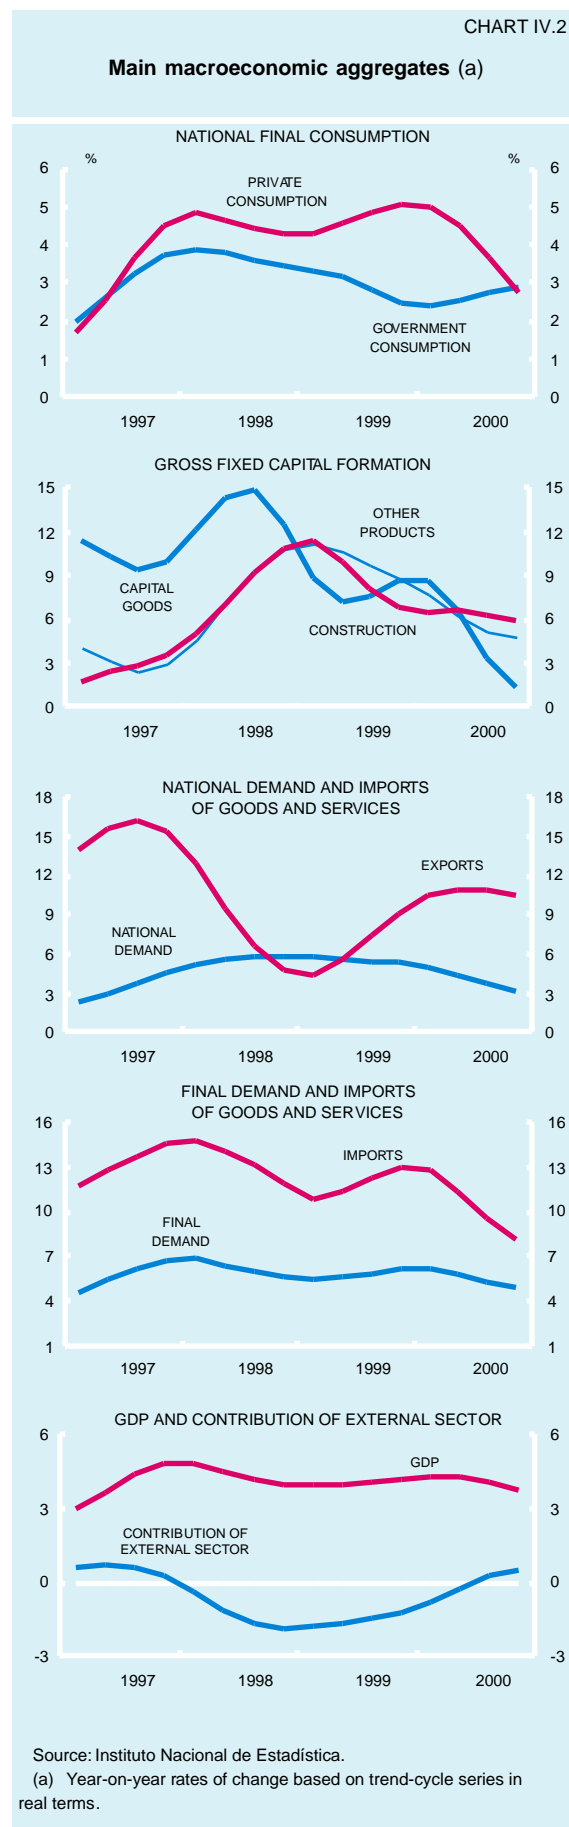 CHART IV.2
Main macroeconomic aggregates (a)
NATIONAL FINAL CONSUMPTION
% %
6 6
PRIVATE
CONSUMPTION
5 5
4 4
3 3
2 2
GOVERNMENT
CONSUMPTION
1 1
0 0
1997 1998 1999 2000
GROSS FIXED CAPITAL FORMATION
15 15
OTHER
PRODUCTS
12 12
9 9
CAPITAL
GOODS
6 6
CONSTRUCTION
3 3
0 0
1997 1998 1999 2000
NATIONAL DEMAND AND IMPORTS
OF GOODS AND SERVICES
18 18
15 15
EXPORTS
12 12
9 9
NATIONAL
DEMAND
6 6
3 3
0 0
1997 1998 1999 2000
FINAL DEMAND AND IMPORTS
OF GOODS AND SERVICES
16 16
IMPORTS
13 13
10 10
FINAL
DEMAND
7 7
4 4
1 1
1997 1998 1999 2000
GDP AND CONTRIBUTION OF EXTERNAL SECTOR
6 6
GDP
3 3
CONTRIBUTION OF
EXTERNAL SECTOR
0 0
-3 -3
1997 1998 1999 2000
Source: Instituto Nacional de Estadística.
(a) Year-on-year rates of change based on trend-cycle series in
real terms.